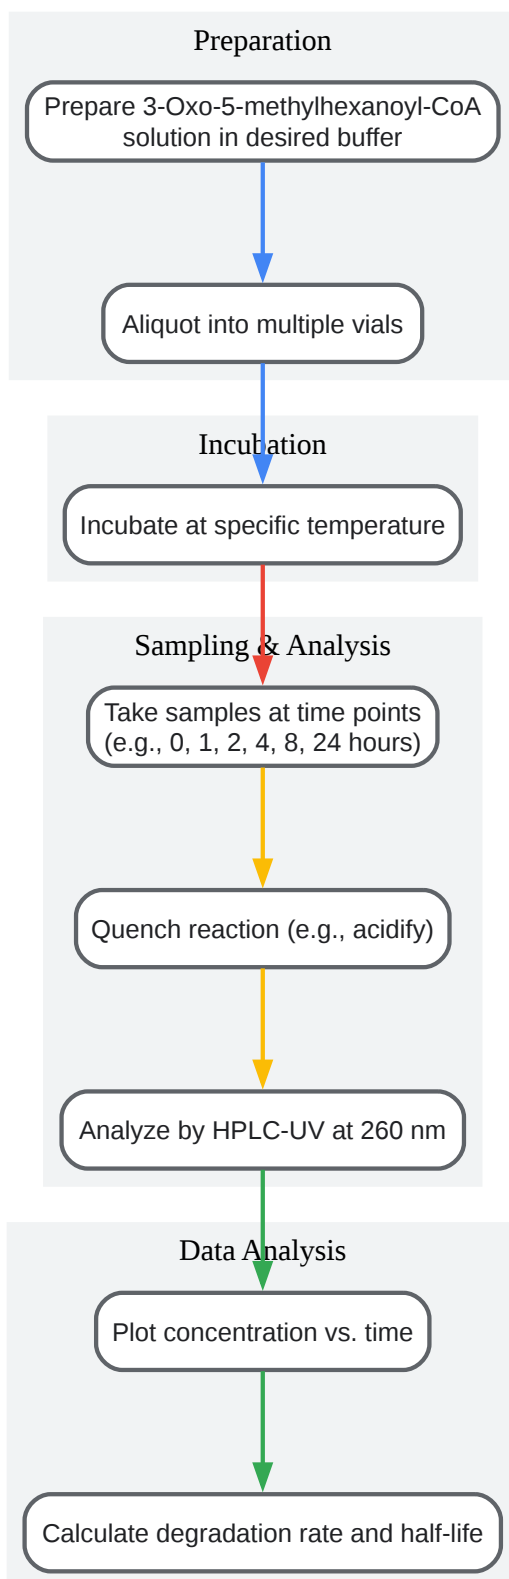 Preparation
Prepare 3-Oxo-5-methylhexanoyl-CoA
solution in desired buffer
Aliquot into multiple vials
Incubation
Incubate at specific temperature
Sampling & Analysis
Take samples at time points
(e.g., 0, 1, 2, 4, 8, 24 hours)
Quench reaction (e.g., acidify)
Analyze by HPLC-UV at 260 nm
Data Analysis
Plot concentration vs. time
Calculate degradation rate and half-life